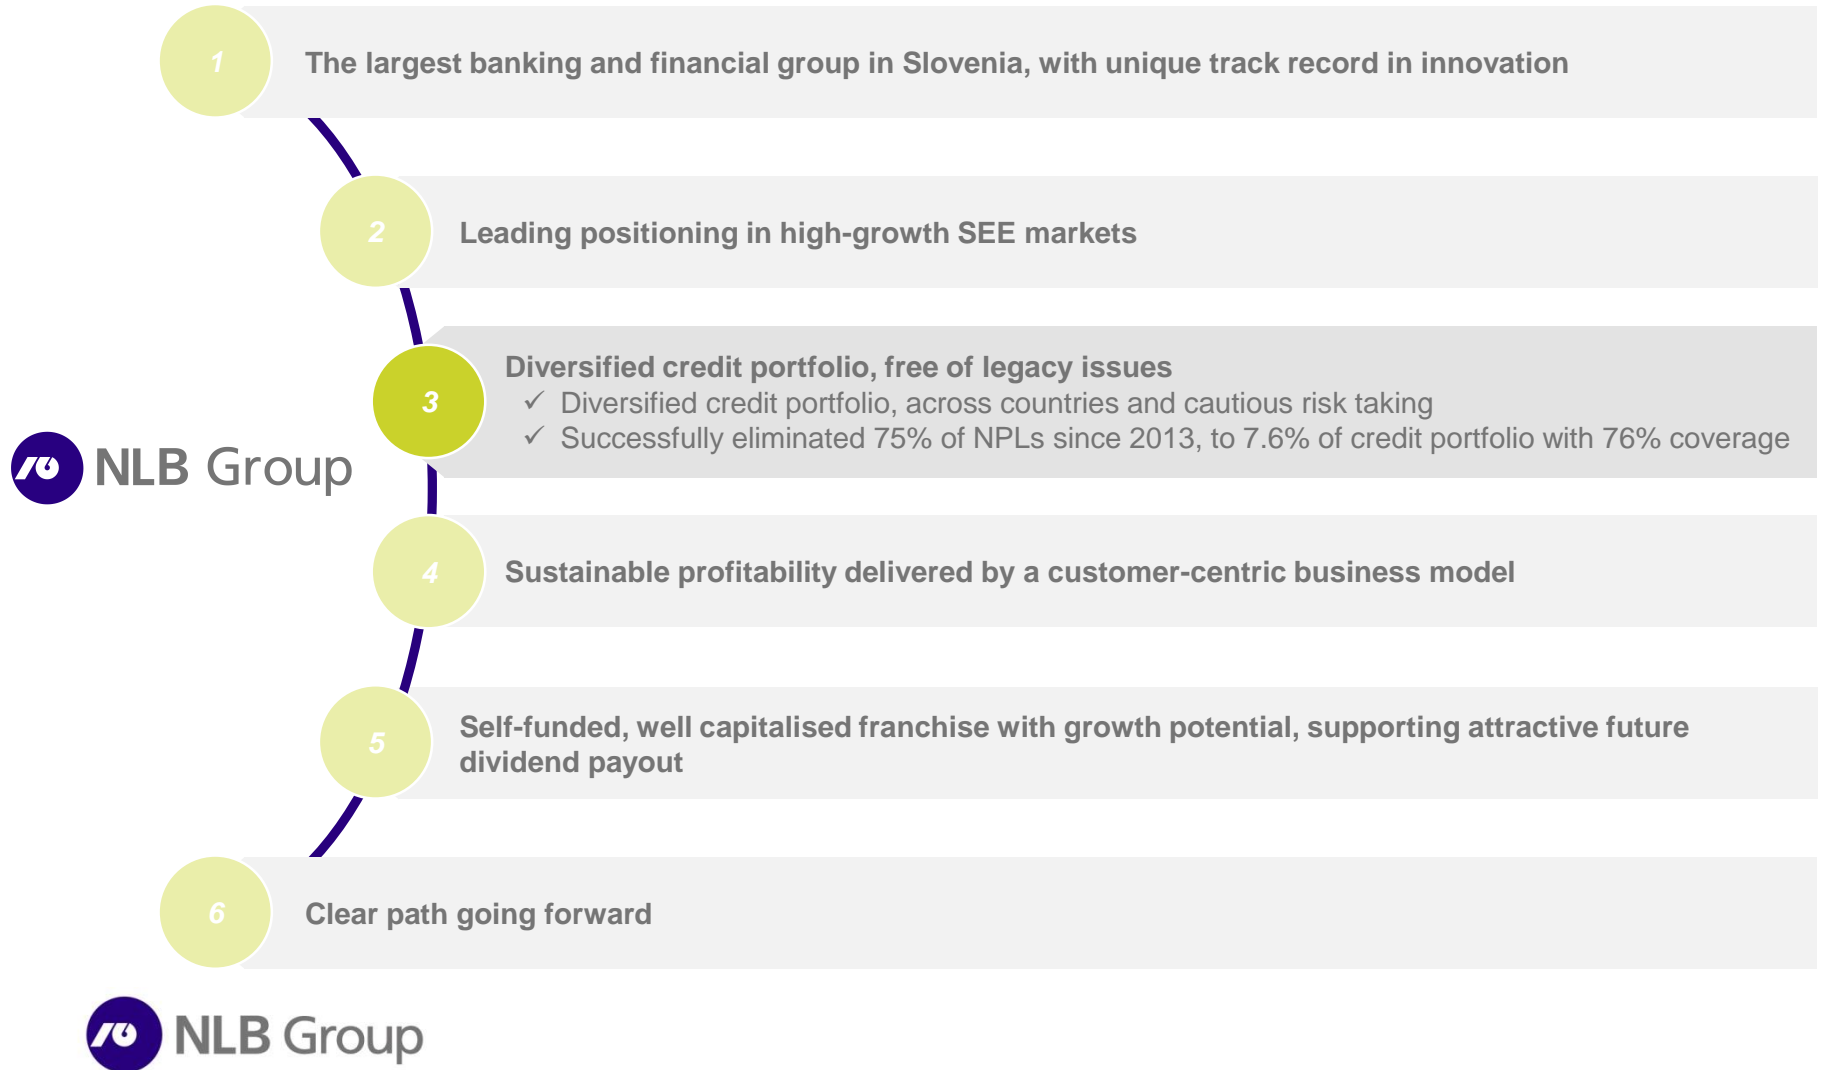 1
The largest banking and financial group in Slovenia, with unique track record in innovation
2
Leading positioning in high-growth SEE markets
3
Diversified credit portfolio, free of legacy issues
✓ Diversified credit portfolio, across countries and cautious risk taking
✓ Successfully eliminated 75% of NPLs since 2013, to 7.6% of credit portfolio with 76% coverage
NLB Group
4
Sustainable profitability delivered by a customer-centric business model
5
Self-funded, well capitalised franchise with growth potential, supporting attractive future
dividend payout
6
Clear path going forward
NLB Group